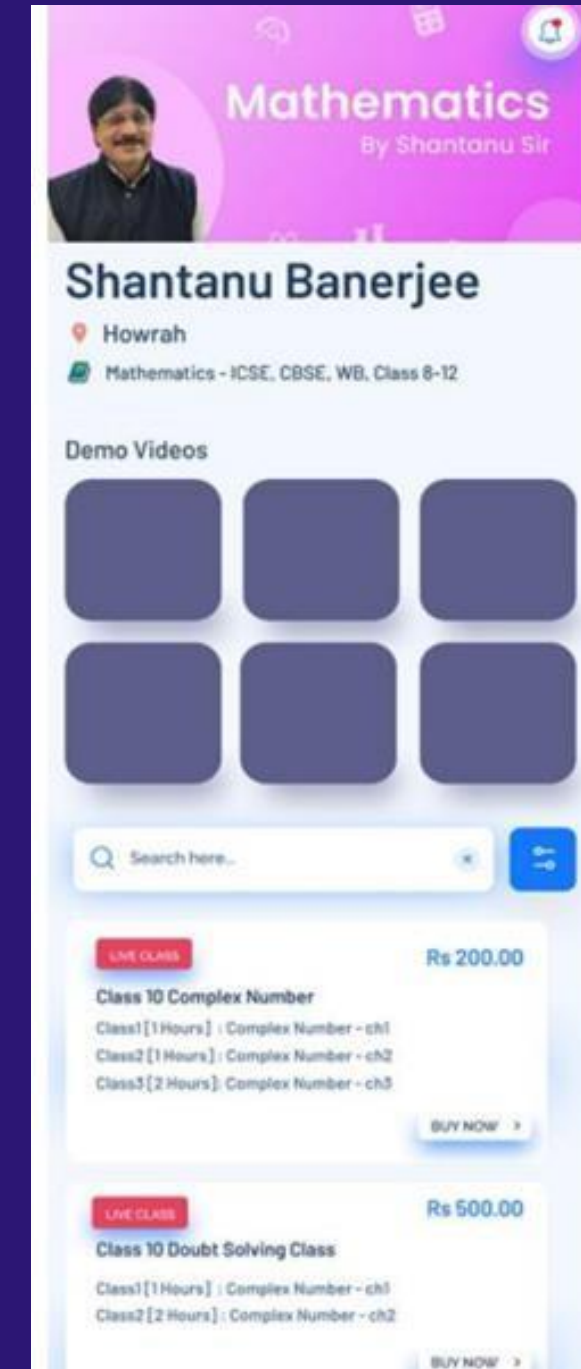 Mathematics
By Shantanu Sir
Shantanu Banerjee
Howrah
Mathematics - ICSE, CBSE, WB, Class 8-12
Demo Videos
Search here..
LIVE CLASS
Rs 200.00
Class 10 Complex Number
Class1 [1 Hours] : Complex Number - ch1
Class2 [1 Hours] : Complex Number - ch2
Class3 [2 Hours]: Complex Number - ch3
BUY NOW >
LIVE CLASS
Rs 500.00
Class 10 Doubt Solving Class
Class1 [1 Hours] : Complex Number - ch1
Class2 [2 Hours] : Complex Number - ch2
BUY NOW >